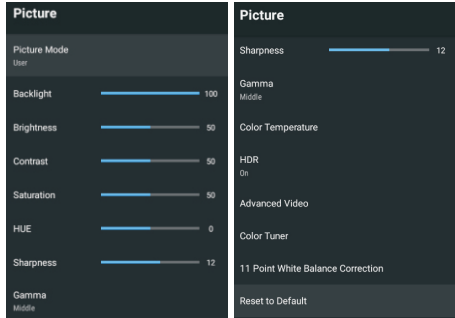 Picture
Picture Mode
User
Backlight 100
Brightness 50
Contrast 50
Saturation 50
HUE 0
Sharpness 12
Gamma
Middle
Picture
Sharpness 12
Gamma
Middle
Color Temperature
HDR
On
Advanced Video
Color Tuner
11 Point White Balance Correction
Reset to Default